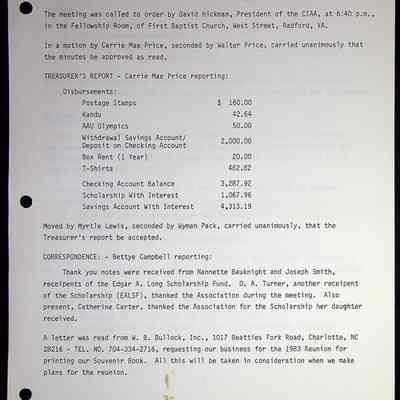 The meeting was called to order by David Hickman, President of the CIAA, at 6:40 p.m.,
in the Fellowship Room, of First Baptist Church, West Street, Radford, VA.
In a motion by Carrie Mae Price, seconded by Walter Price, carried unanimously that
the minutes be approved as read.
TREASURER'S REPORT - Carrie Mae Price reporting:
Disbursements:
Postage Stamps $ 160.00
Kandu 42.64
AAU Olympics 50.00
Withdrawal Savings Account/
Deposit on Checking Account 2,000.00
Box Rent (1 Year) 20.00
T-Shirts 462.82
Checking Account Balance 3,287.92
Savings With Interest 1,067.96
Savings Account With Interest 4,313.19
Moved by Myrtle Lewis, seconded by Wyman Pack, carried unanimously, that the
Treasurer's report be accepted.
CORRESPONDENCE: - Bettye Campbell reporting:
Thank you notes were received from Nannette Bauknight and Joseph Smith,
receipents of the Edgar A. Long Scholarship Fund. D. A. Turner, another receipent
of the Scholarship (EALSF), thanked the Association during the meeting. Also
present, Catherine Carter, thanked the Association for the Scholarship her daughter
received.
A letter was read from W. B. Bullock, Inc., 1017 Beatties Fork Road, Charlotte, NC
28216 - TEL. NO. 704-334-2716, requesting our business for the 1983 Reunion for
printing our Souvenir Book. All this will be taken in consideration when we make
plans for the reunion.